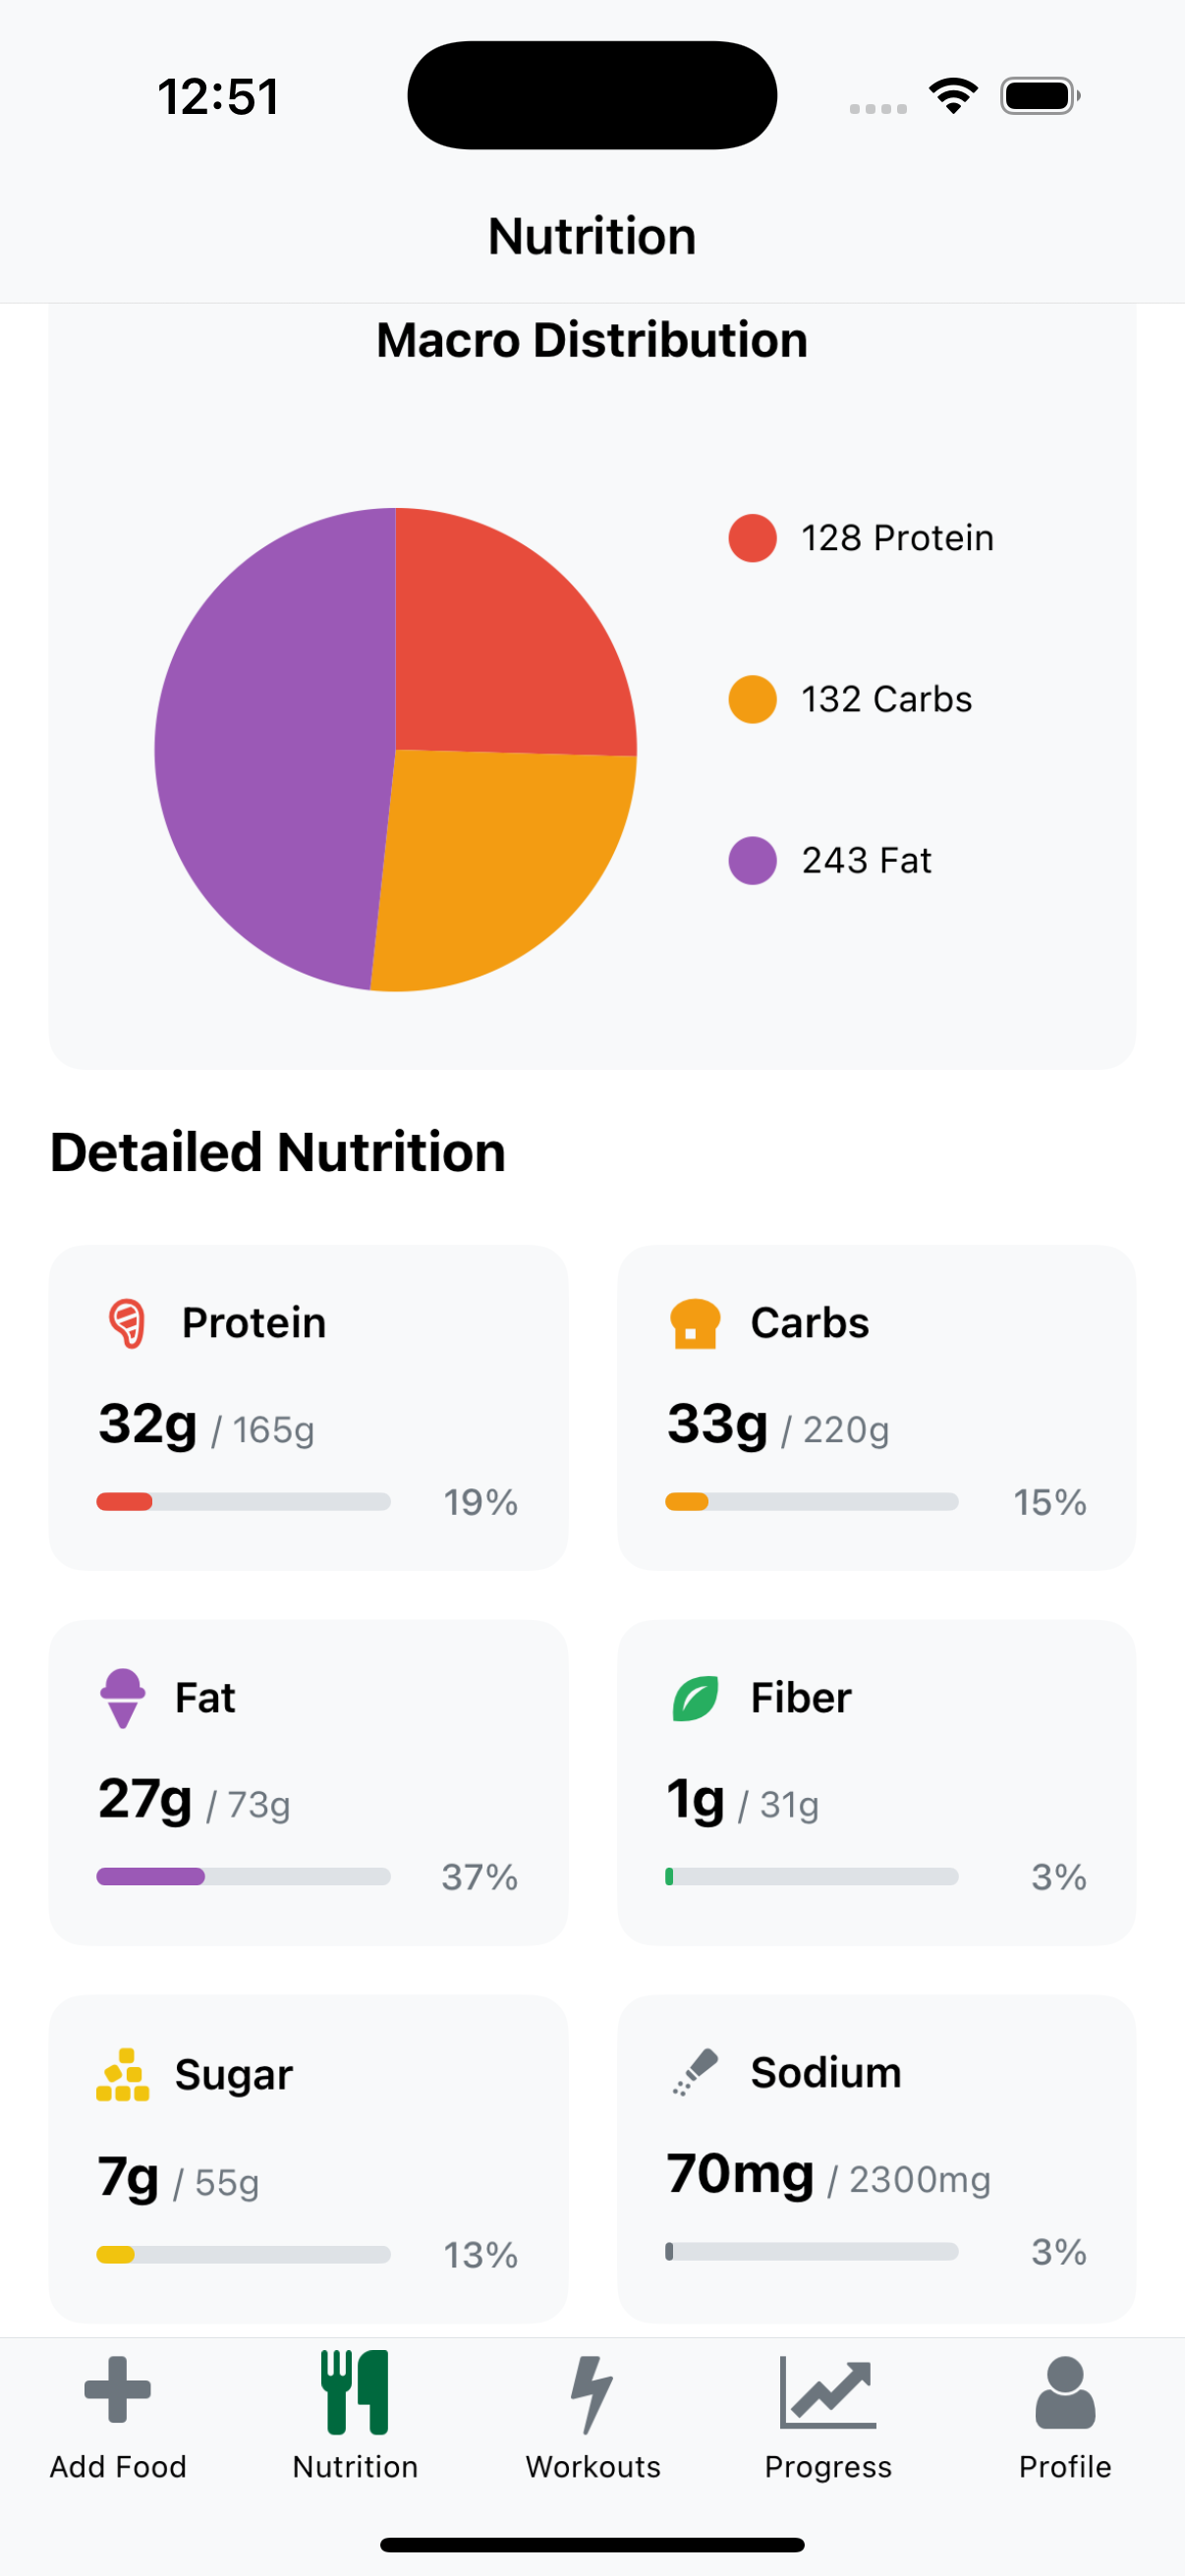 12:51
Nutrition
Macro Distribution
128 Protein
132 Carbs
243 Fat
Detailed Nutrition
Protein
32g / 165g
19%
Carbs
33g / 220g
15%
Fat
27g / 73g
37%
Fiber
1g / 31g
3%
Sugar
7g / 55g
13%
Sodium
70mg / 2300mg
3%
Add Food
Nutrition
Workouts
Progress
Profile